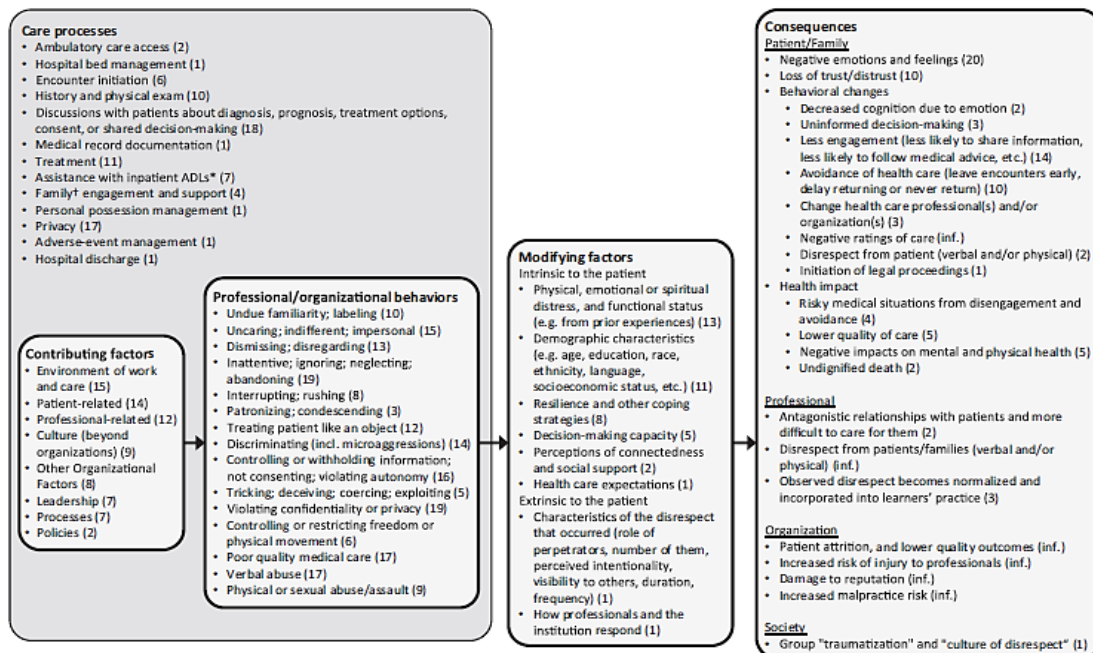 Care processes
• Ambulatory care access (2)
• Hospital bed management (1)
• Encounter initiation (6)
• History and physical exam (10)
• Discussions with patients about diagnosis, prognosis, treatment options,
consent, or shared decision-making (18)
• Medical record documentation (1)
• Treatment (11)
• Assistance with inpatient ADLs* (7)
• Family† engagement and support (4)
• Personal possession management (1)
• Privacy (17)
• Adverse-event management (1)
• Hospital discharge (1)
Contributing factors
• Environment of work
and care (15)
• Patient-related (14)
• Professional-related (12)
• Culture (beyond
organizations) (9)
• Other Organizational
Factors (8)
• Leadership (7)
• Processes (7)
• Policies (2)
Professional/organizational behaviors
• Undue familiarity; labeling (10)
• Uncaring; indifferent; impersonal (15)
• Dismissing; disregarding (13)
• Inattentive; ignoring; neglecting;
abandoning (19)
• Interrupting; rushing (8)
• Patronizing; condescending (3)
• Treating patient like an object (12)
• Discriminating (incl. microaggressions) (14)
• Controlling or withholding information;
not consenting; violating autonomy (16)
• Tricking; deceiving; coercing; exploiting (5)
• Violating confidentiality or privacy (19)
• Controlling or restricting freedom or
physical movement (6)
• Poor quality medical care (17)
• Verbal abuse (17)
• Physical or sexual abuse/assault (9)
Modifying factors
Intrinsic to the patient
• Physical, emotional or spiritual
distress, and functional status
(e.g. from prior experiences) (13)
• Demographic characteristics
(e.g. age, education, race,
ethnicity, language,
socioeconomic status, etc.) (11)
• Resilience and other coping
strategies (8)
• Decision-making capacity (5)
• Perceptions of connectedness
and social support (2)
• Health care expectations (1)
Extrinsic to the patient
• Characteristics of the disrespect
that occurred (role of
perpetrators, number of them,
perceived intentionality,
visibility to others, duration,
frequency) (1)
• How professionals and the
institution respond (1)
Consequences
Patient/Family
• Negative emotions and feelings (20)
• Loss of trust/distrust (10)
• Behavioral changes
• Decreased cognition due to emotion (2)
• Uninformed decision-making (3)
• Less engagement (less likely to share information,
less likely to follow medical advice, etc.) (14)
• Avoidance of health care (leave encounters early,
delay returning or never return) (10)
• Change health care professional(s) and/or
organization(s) (3)
• Negative ratings of care (inf.)
• Disrespect from patient (verbal and/or physical) (2)
• Initiation of legal proceedings (1)
• Health impact
• Risky medical situations from disengagement and
avoidance (4)
• Lower quality of care (5)
• Negative impacts on mental and physical health (5)
• Undignified death (2)
Professional
• Antagonistic relationships with patients and more
difficult to care for them (2)
• Disrespect from patients/families (verbal and/or
physical) (inf.)
• Observed disrespect becomes normalized and
incorporated into learners’ practice (3)
Organization
• Patient attrition, and lower quality outcomes (inf.)
• Increased risk of injury to professionals (inf.)
• Damage to reputation (inf.)
• Increased malpractice risk (inf.)
Society
• Group "traumatization" and "culture of disrespect" (1)